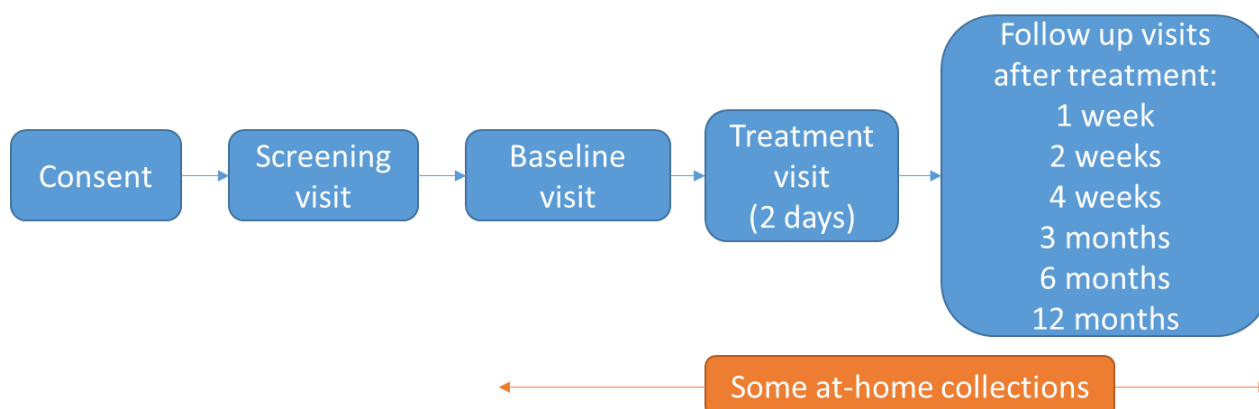 Consent
Screening
visit
Baseline
visit
Treatment
visit
(2 days)
Follow up visits
after treatment:
1 week
2 weeks
4 weeks
3 months
6 months
12 months
Some at-home collections